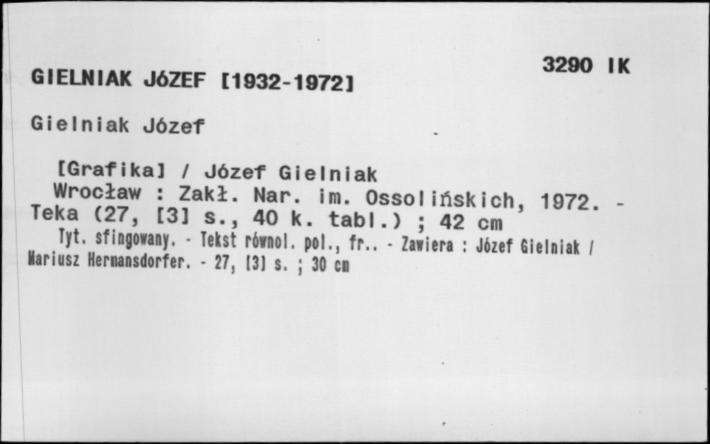 3290 IK
GIELNIAK JÓZEF [1932-1972]
Gielniak Józef
[Grafika] / Józef Gielniak
Wrocław : Zakł. Nar. im. Ossolińskich, 1972. -
Teka (27, [3] s., 40 k. tabl.) ; 42 cm
Tyt. sfingowany. - Tekst równol. pol., fr.. - Zawiera : Józef Gielniak /
Mariusz Hermansdorfer. - 27, [3] s. ; 30 cm